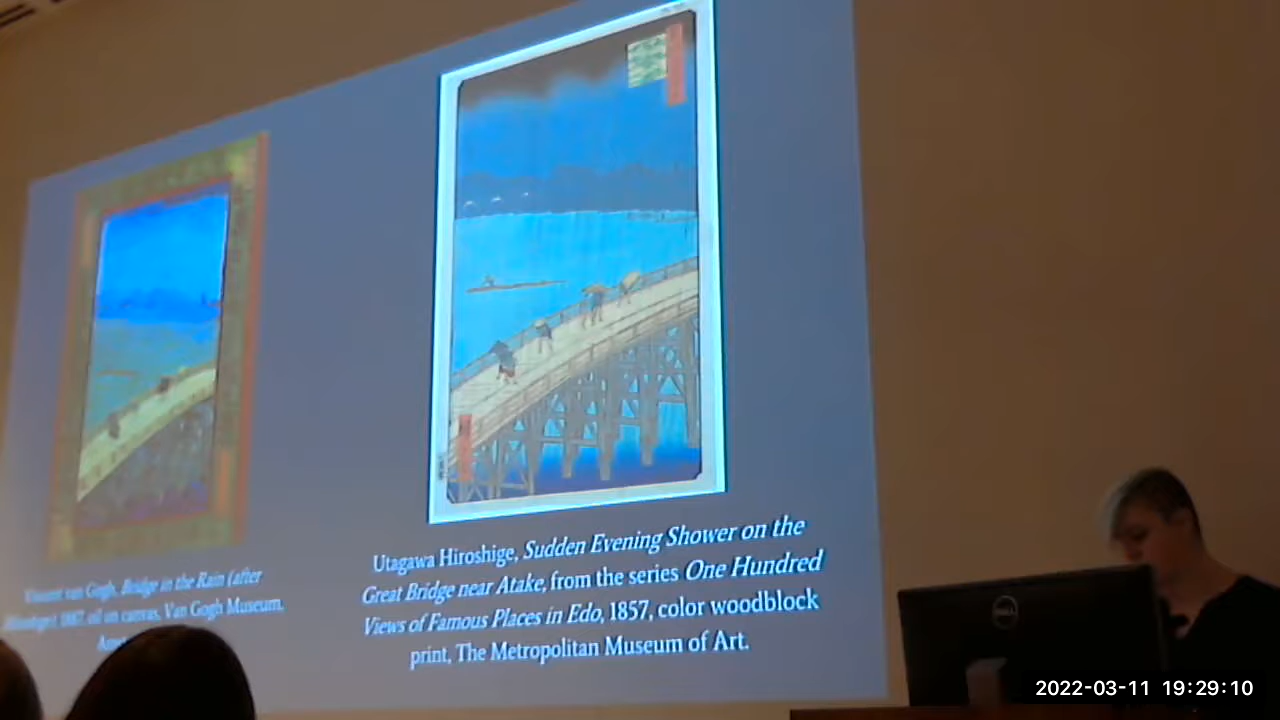 Vincent van Gogh, Bridge in the Rain (after
Hiroshige), 1887, oil on canvas, Van Gogh Museum,
Utagawa Hiroshige, Sudden Evening Shower on the
Great Bridge near Atake, from the series One Hundred
Views of Famous Places in Edo, 1857, color woodblock
print, The Metropolitan Museum of Art.
DELL
2022-03-11 19:29:10